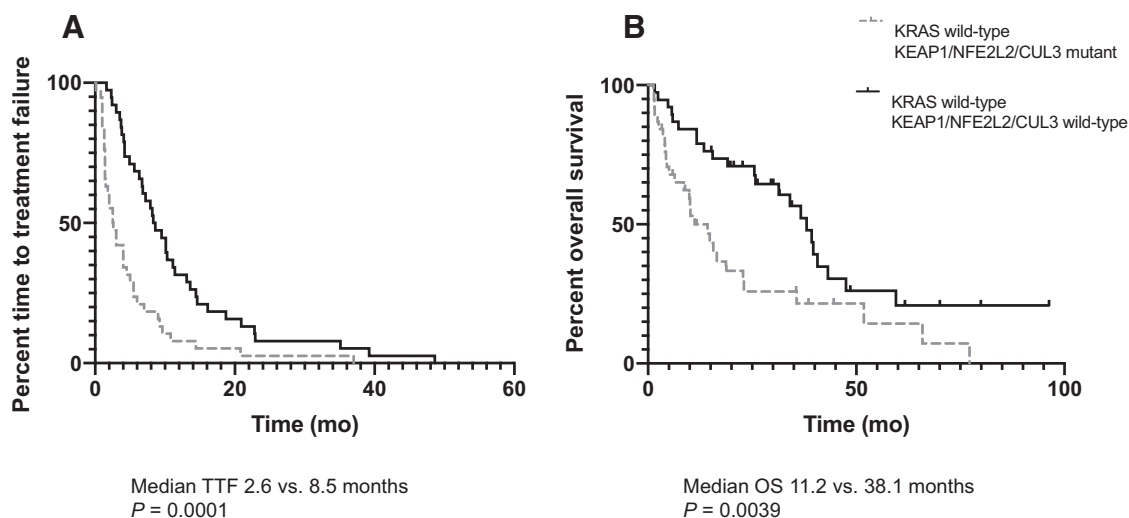 A
Percent time to treatment failure
100
50
0
0
20
40
60
Time (mo)
Median TTF 2.6 vs. 8.5 months
P = 0.0001
B
KRAS wild-type
KEAP1/NFE2L2/CUL3 mutant
KRAS wild-type
KEAP1/NFE2L2/CUL3 wild-type
Percent overall survival
100
50
0
0
50
100
Time (mo)
Median OS 11.2 vs. 38.1 months
P = 0.0039